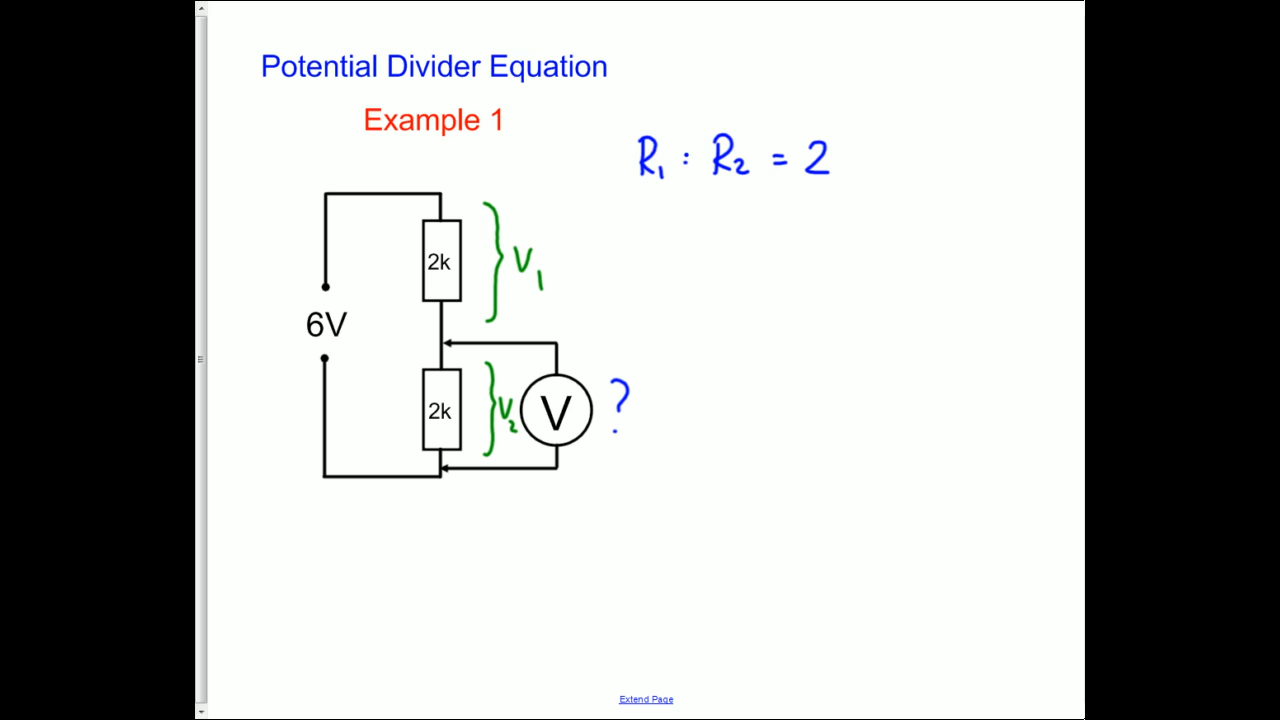 Potential Divider Equation
Example 1
R₁ : R₂ = 2
2k
V₁
6V
2k
V₂
V
?
Extend Page